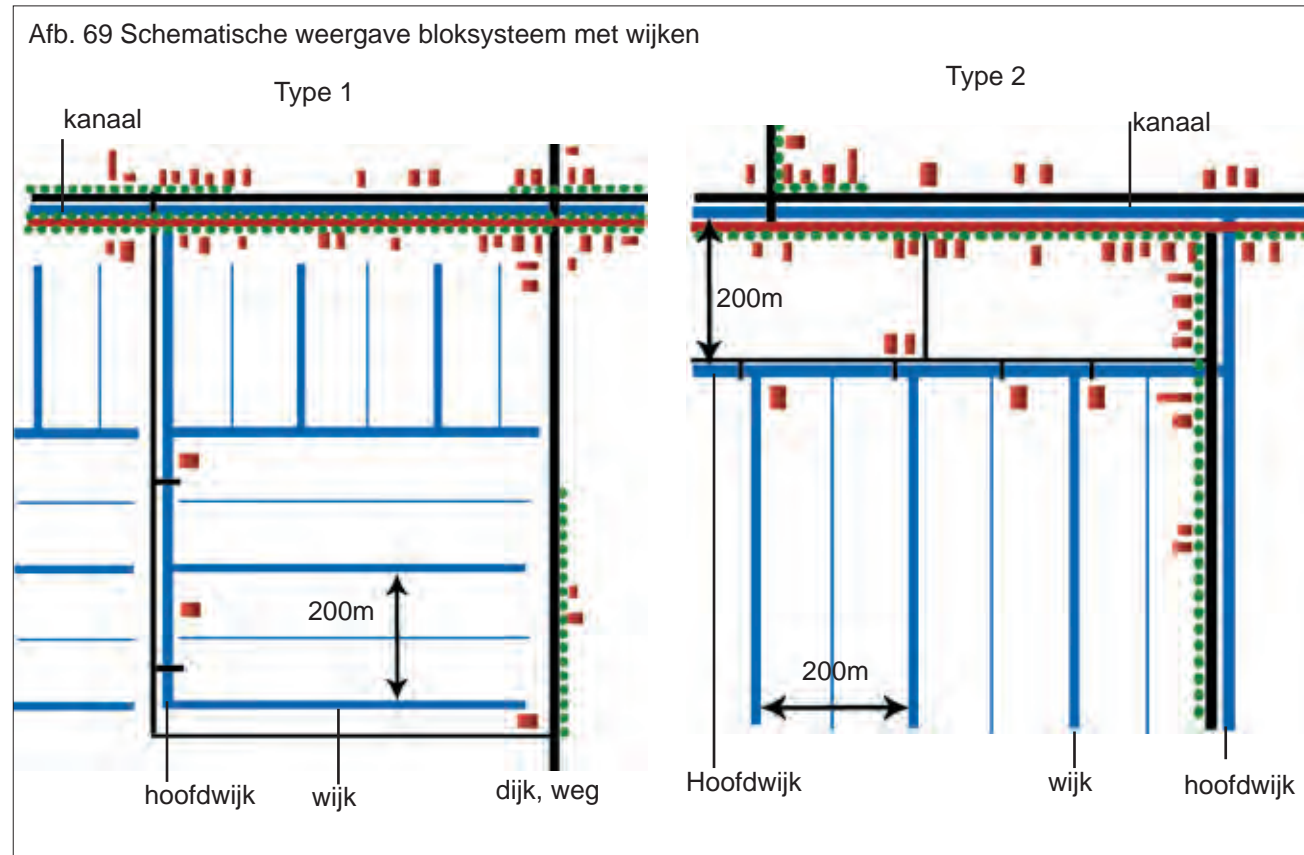 Afb. 69 Schematische weergave bloksysteem met wijken
Type 1
kanaal
200m
hoofdwijk
wijk
dijk, weg
Type 2
kanaal
200m
200m
Hoofdwijk
wijk
hoofdwijk